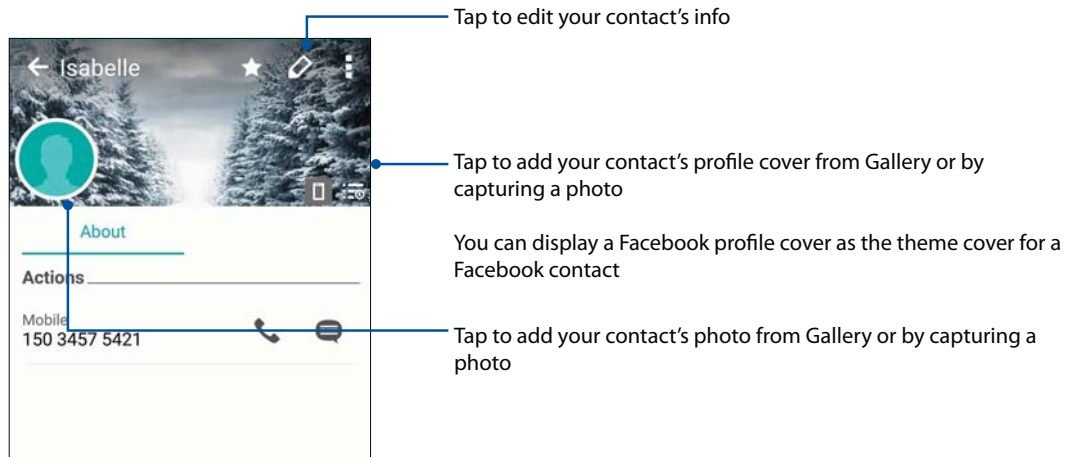 Tap to edit your contact's info
Isabelle
Tap to add your contact's profile cover from Gallery or by
capturing a photo
You can display a Facebook profile cover as the theme cover for a
Facebook contact
About
Actions
Mobile
150 3457 5421
Tap to add your contact's photo from Gallery or by capturing a
photo